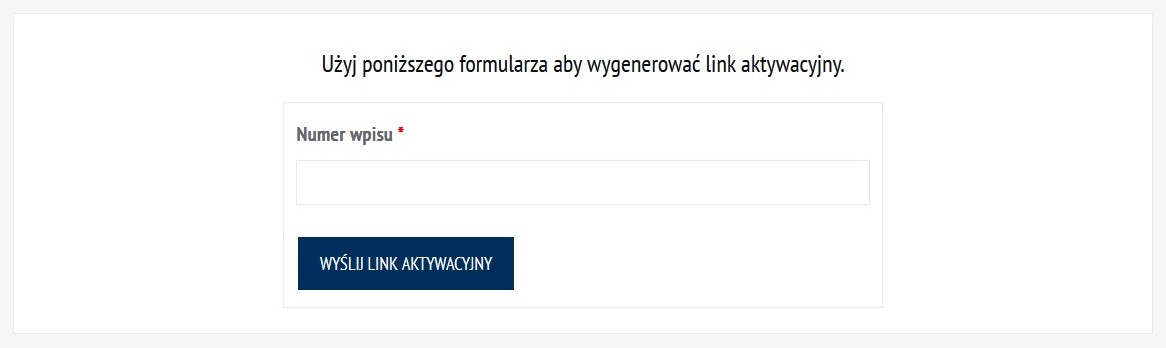 Użyj poniższego formularza aby wygenerować link aktywacyjny.
Numer wpisu *
WYŚLIJ LINK AKTYWACYJNY